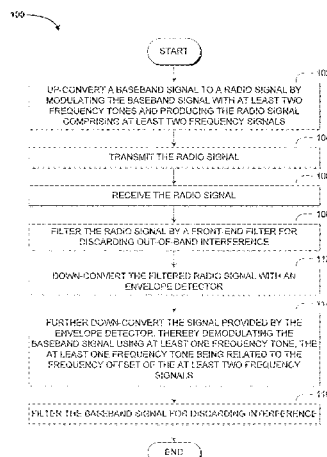 100
START
UP-CONVERT A BASEBAND SIGNAL TO A RADIO SIGNAL BY
MODULATING THE BASEBAND SIGNAL WITH AT LEAST TWO
FREQUENCY TONES AND PRODUCING THE RADIO SIGNAL
COMPRISING AT LEAST TWO FREQUENCY SIGNALS
TRANSMIT THE RADIO SIGNAL
RECEIVE THE RADIO SIGNAL
FILTER THE RADIO SIGNAL BY A FRONT-END FILTER FOR
DISCARDING OUT-OF-BAND INTERFERENCE
DOWN-CONVERT THE FILTERED RADIO SIGNAL WITH AN
ENVELOPE DETECTOR
FURTHER DOWN-CONVERT THE SIGNAL PROVIDED BY THE
ENVELOPE DETECTOR, THEREBY DEMODULATING THE
BASEBAND SIGNAL USING AT LEAST ONE FREQUENCY TONE, THE
AT LEAST ONE FREQUENCY TONE BEING RELATED TO THE
FREQUENCY OFFSET OF THE AT LEAST TWO FREQUENCY
SIGNALS
FILTER THE BASEBAND SIGNAL FOR DISCARDING INTERFERENCE
END